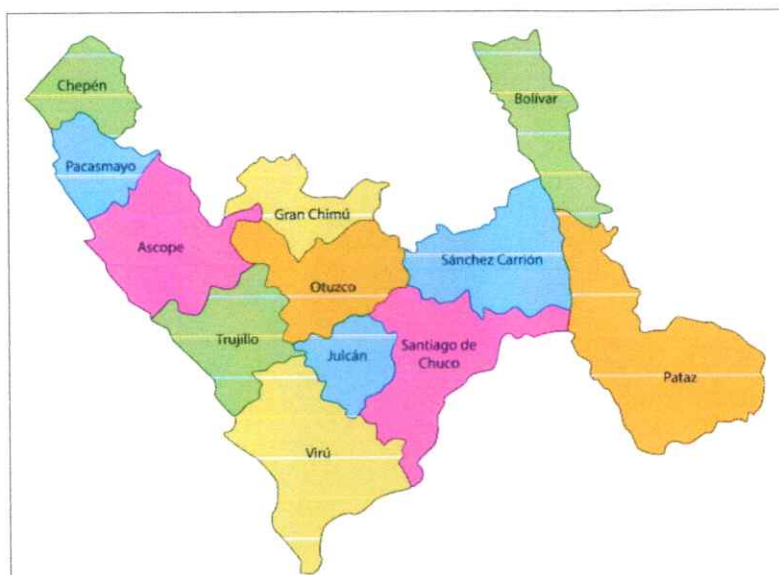 Chepén
Bolívar
Pacasmayo
Gran Chimú
Ascope
Sánchez Carrión
Otuzco
Trujillo
Julcán
Santiago de
Chuco
Pataz
Virú